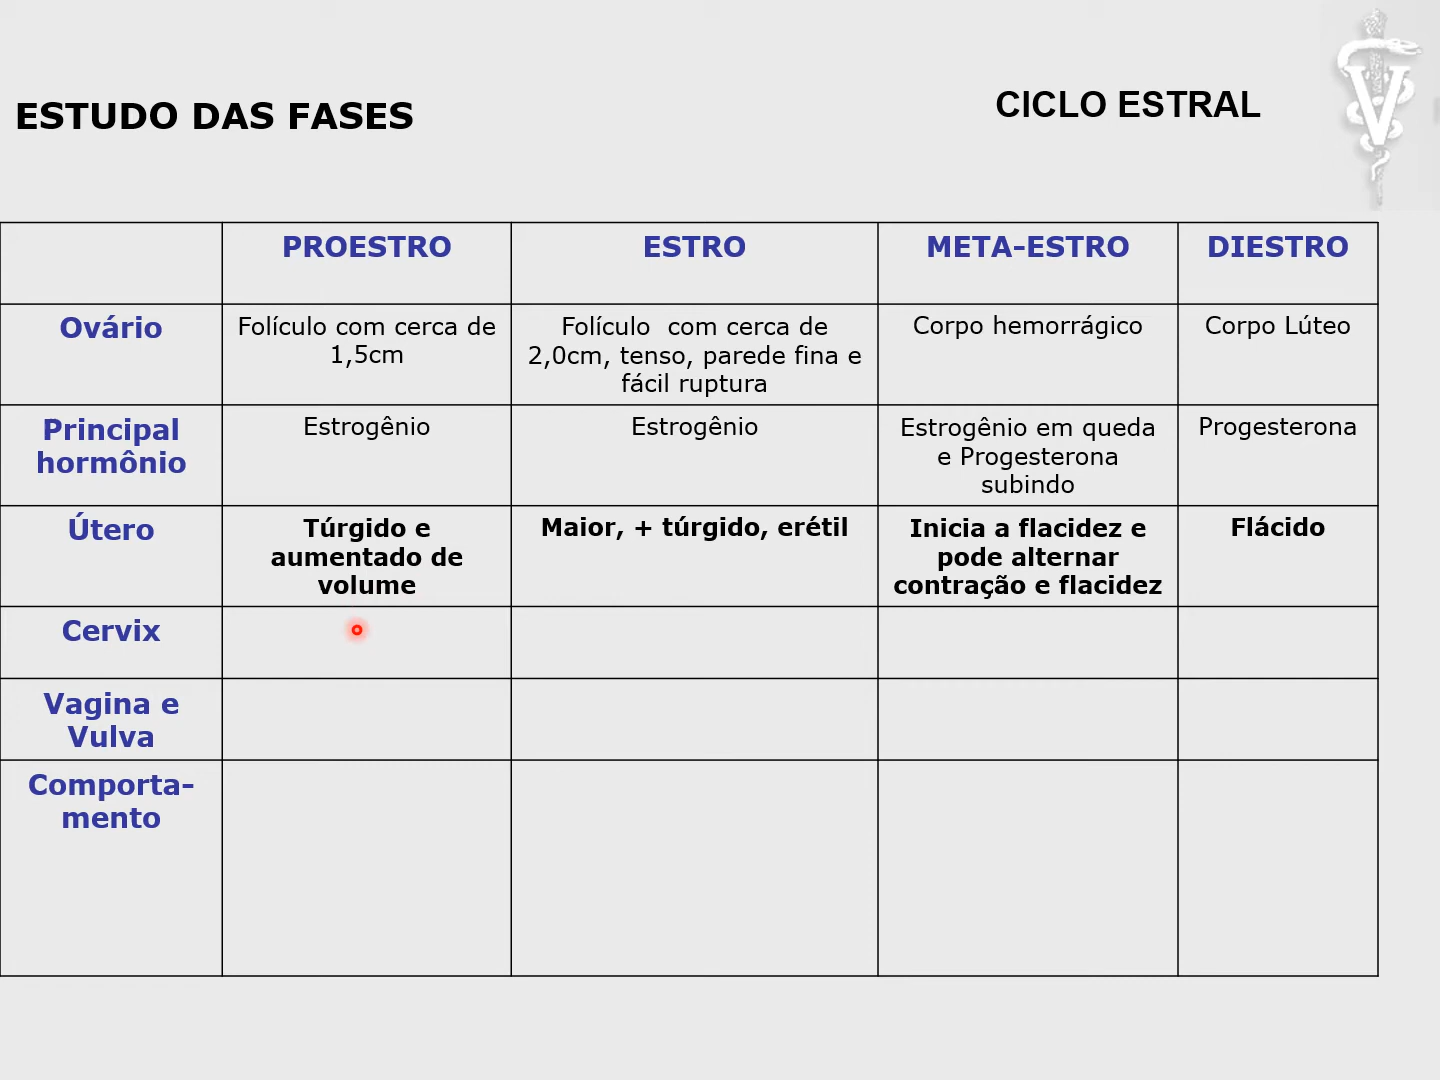 ESTUDO DAS FASES
CICLO ESTRAL
V
PROESTRO
ESTRO
META-ESTRO
DIESTRO
Ovário
Folículo com cerca de
1,5cm
Folículo  com cerca de
2,0cm, tenso, parede fina e
fácil ruptura
Corpo hemorrágico
Corpo Lúteo
Principal
hormônio
Estrogênio
Estrogênio
Estrogênio em queda
e Progesterona
subindo
Progesterona
Útero
Túrgido e
aumentado de
volume
Maior, + túrgido, erétil
Inicia a flacidez e
pode alternar
contração e flacidez
Flácido
Cervix
Vagina e
Vulva
Comporta-
mento